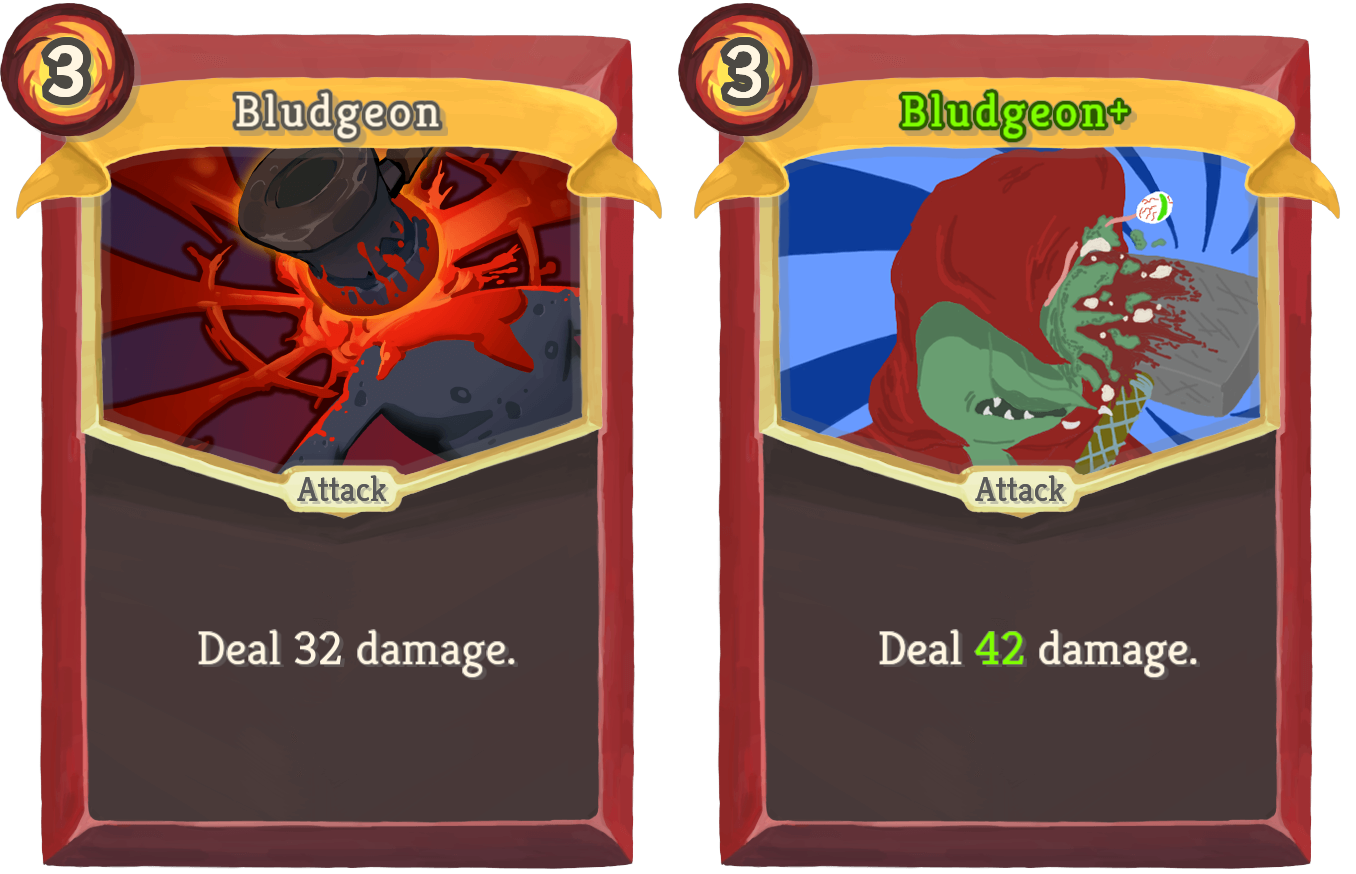 3
Bludgeon
Attack
Deal 32 damage.
3
Bludgeon+
Attack
Deal 42 damage.